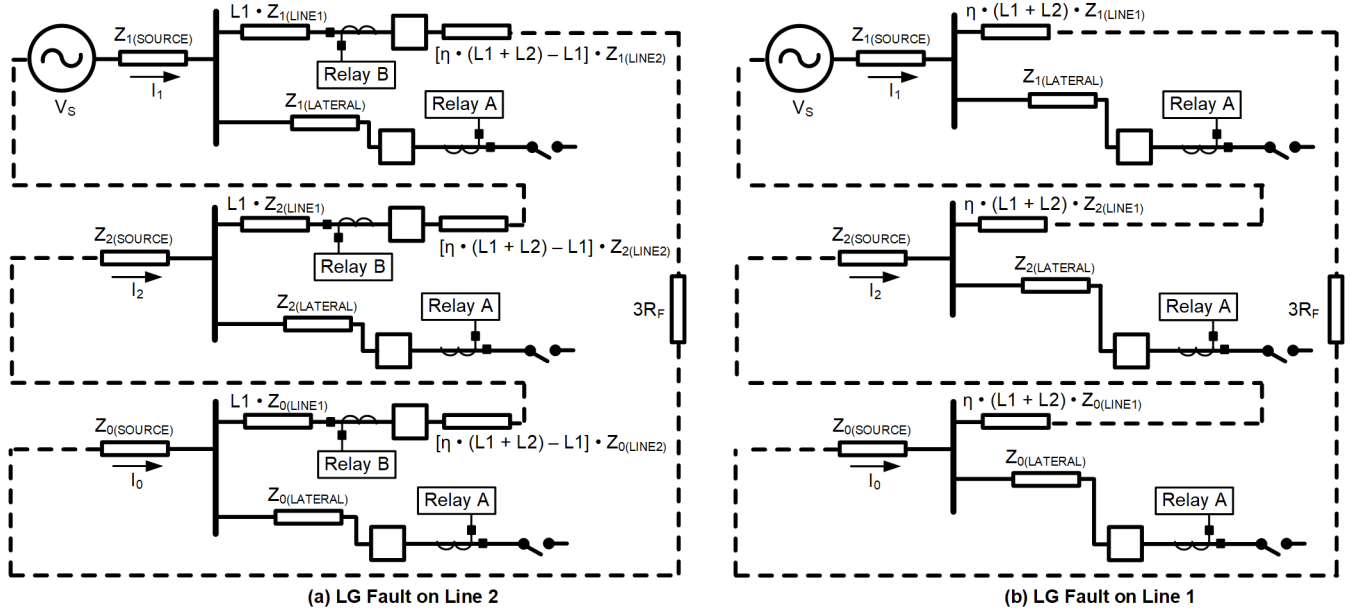 L1 • Z1(LINE1)
Z1(SOURCE)
[η • (L1 + L2) – L1] • Z1(LINE2)
Relay B
I1
VS
Z1(LATERAL)
Relay A
L1 • Z2(LINE1)
Z2(SOURCE)
[η • (L1 + L2) – L1] • Z2(LINE2)
Relay B
I2
Z2(LATERAL)
Relay A
3RF
L1 • Z0(LINE1)
Z0(SOURCE)
[η • (L1 + L2) – L1] • Z0(LINE2)
Relay B
I0
Z0(LATERAL)
Relay A
(a) LG Fault on Line 2
η • (L1 + L2) • Z1(LINE1)
Z1(SOURCE)
I1
VS
Z1(LATERAL)
Relay A
η • (L1 + L2) • Z2(LINE1)
Z2(SOURCE)
I2
Z2(LATERAL)
Relay A
3RF
η • (L1 + L2) • Z0(LINE1)
Z0(SOURCE)
I0
Z0(LATERAL)
Relay A
(b) LG Fault on Line 1